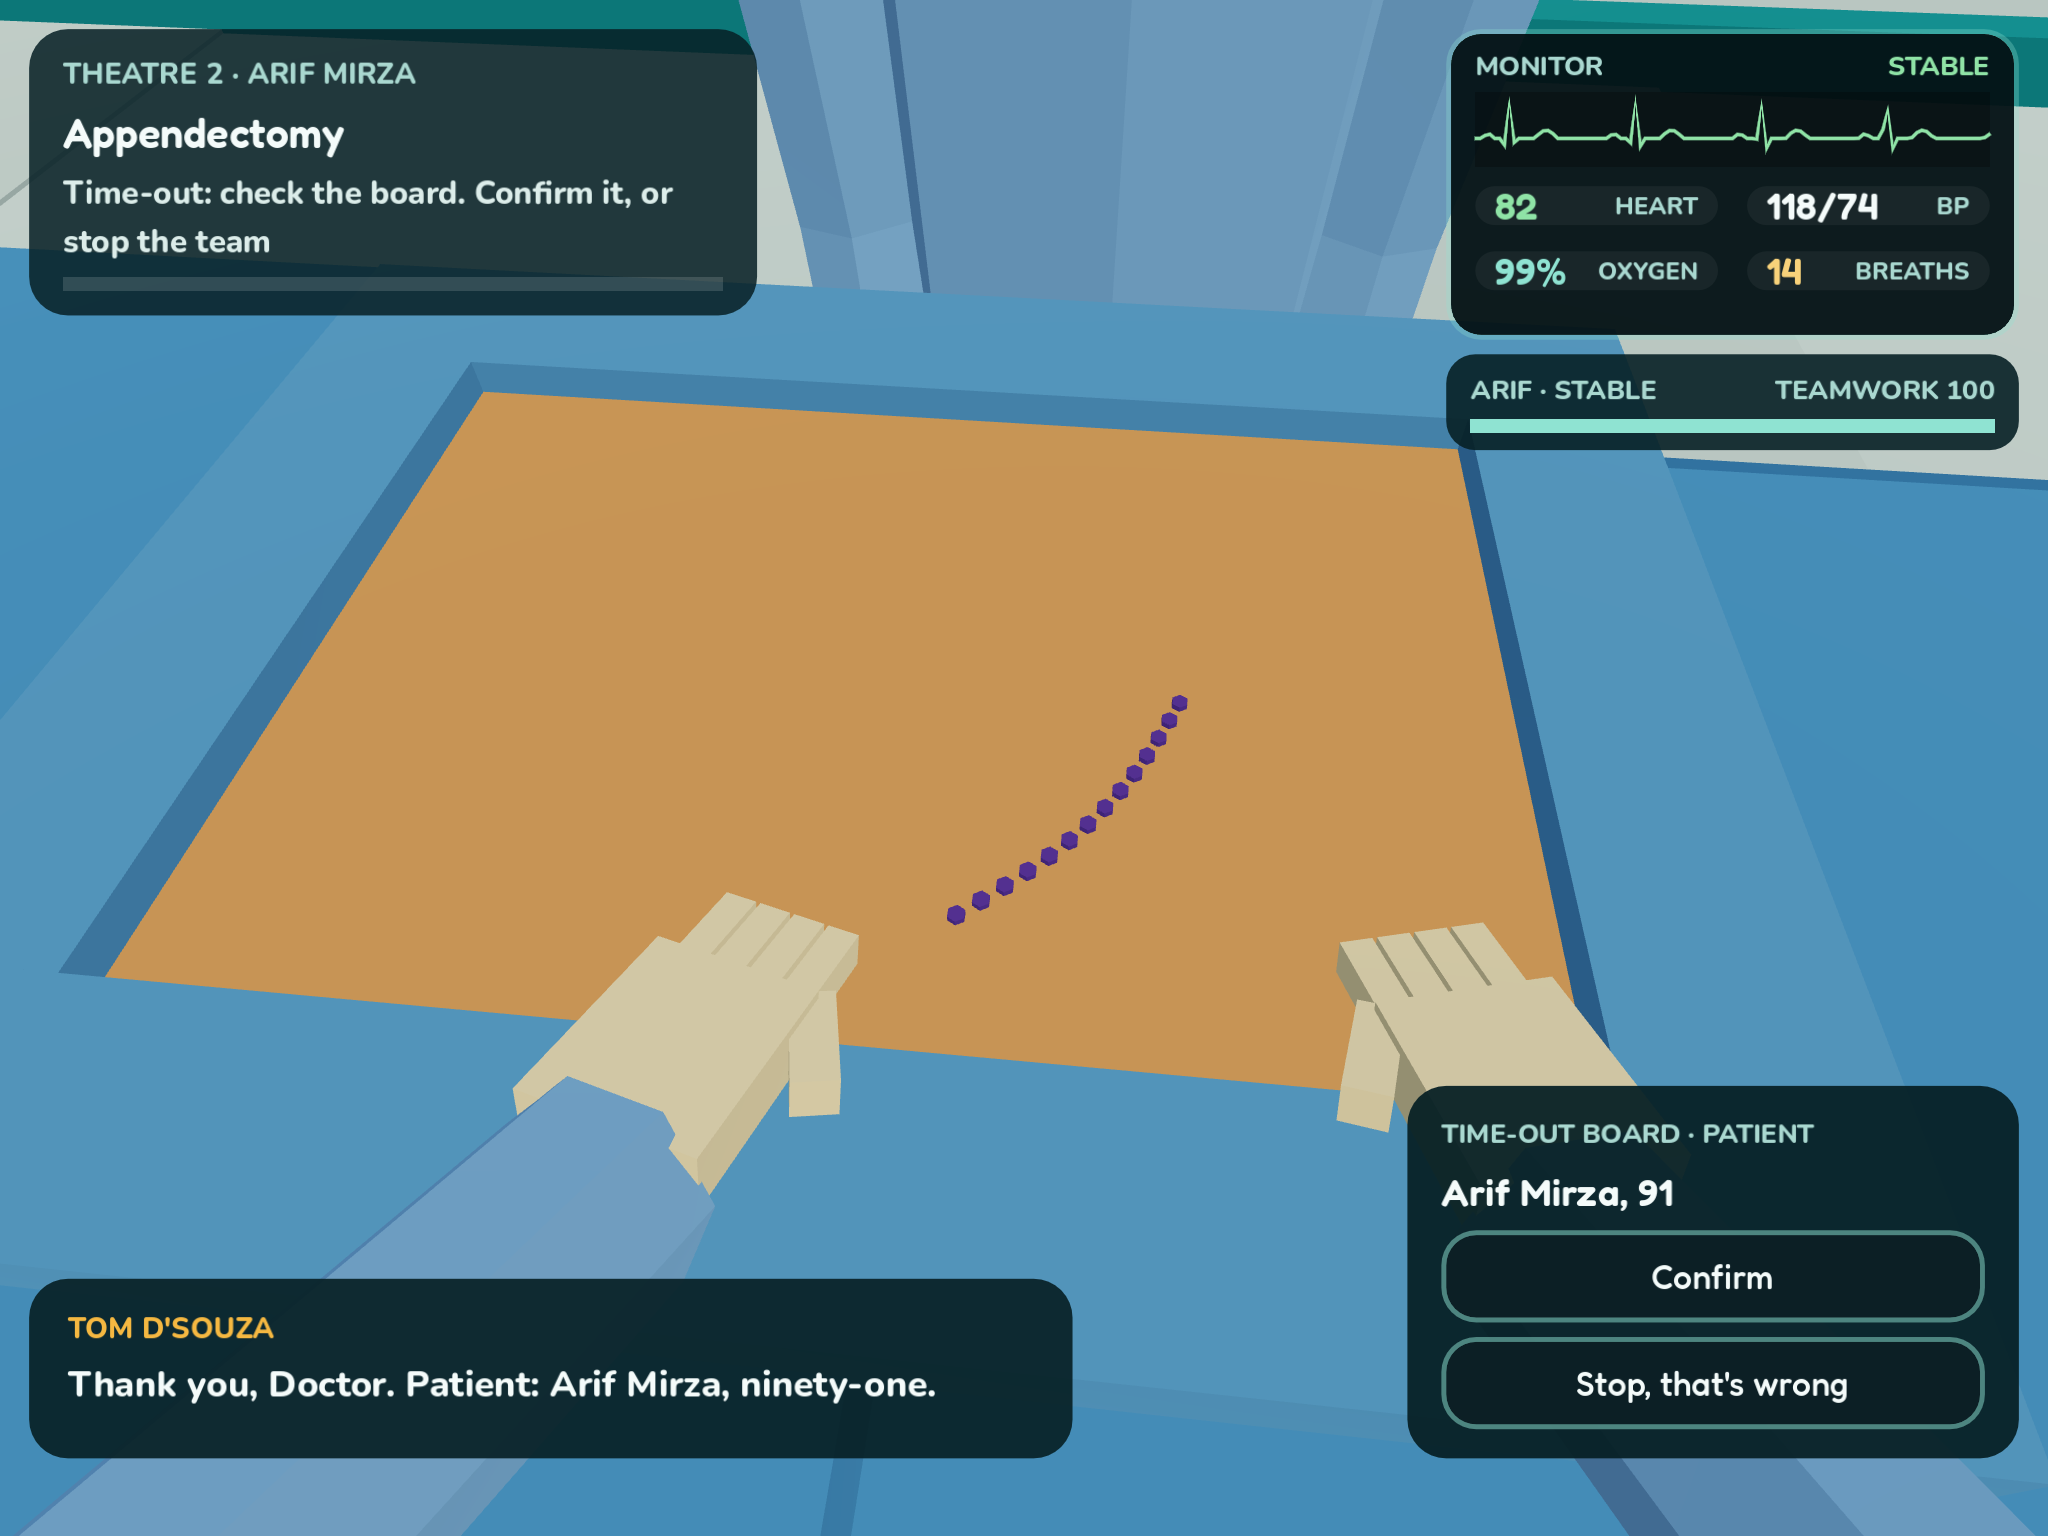 THEATRE 2 · ARIF MIRZA
Appendectomy
Time-out: check the board. Confirm it, or
stop the team
MONITOR STABLE
82 HEART 118/74 BP
99% OXYGEN 14 BREATHS
ARIF · STABLE TEAMWORK 100
TIME-OUT BOARD · PATIENT
Arif Mirza, 91
Confirm
Stop, that's wrong
TOM D'SOUZA
Thank you, Doctor. Patient: Arif Mirza, ninety-one.